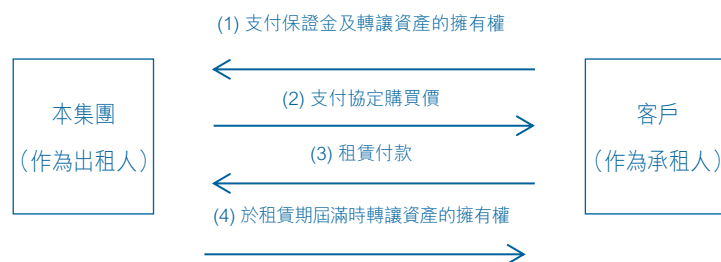 (1) 支付保證金及轉讓資產的擁有權
(2) 支付協定購買價
本集團
（作為出租人）
客戶
（作為承租人）
(3) 租賃付款
(4) 於租賃期屆滿時轉讓資產的擁有權